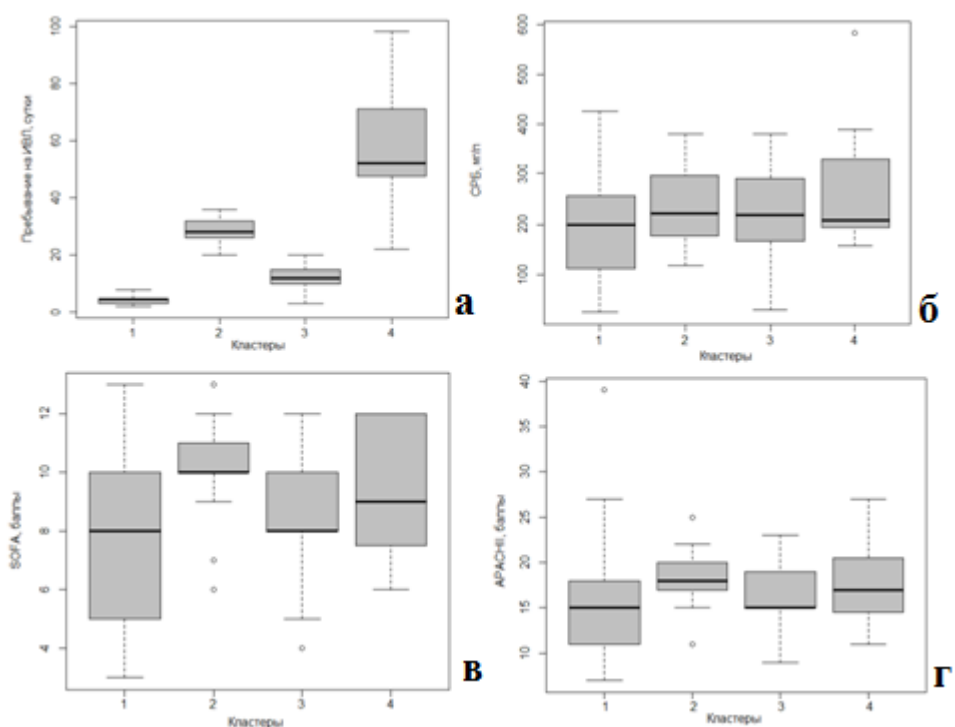 Пребывание на ИВЛ, сутки
100
80
60
40
20
0
1 2 3 4
Кластеры
а
СРБ, мг/л
600
500
400
300
200
100
1 2 3 4
Кластеры
б
SOFA, баллы
12
10
8
6
4
1 2 3 4
Кластеры
в
APACHII, баллы
40
35
30
25
20
15
10
1 2 3 4
Кластеры
г